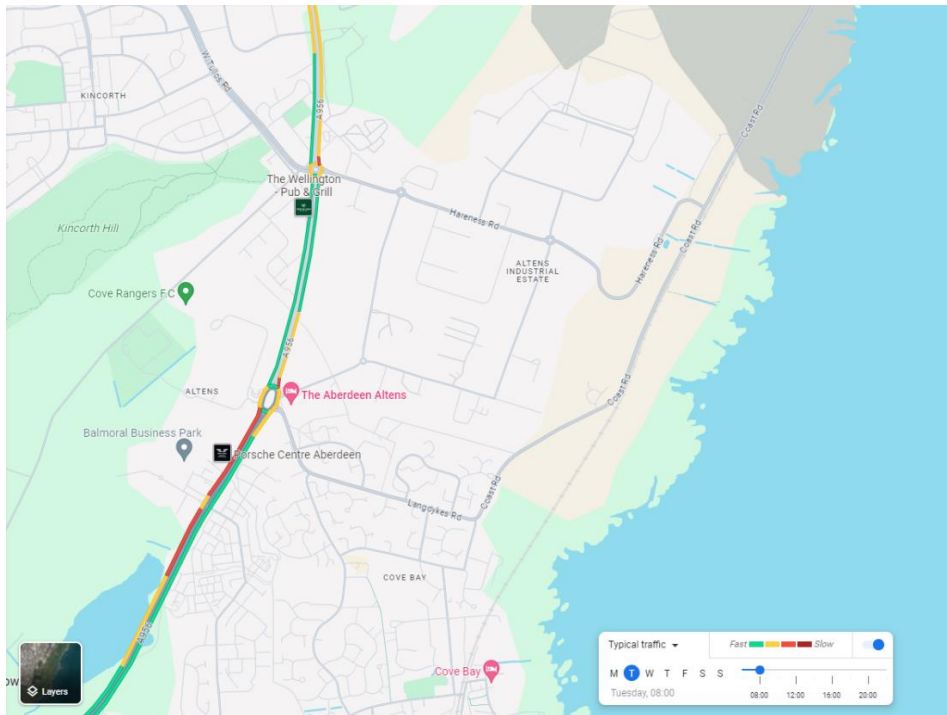 W Tullos Rd
KINCORTH
A956
Coast Rd
The Wellington
- Pub & Grill
Hareness Rd
Kincorth Hill
Coast Rd
Hareness Rd
ALTENS
INDUSTRIAL
ESTATE
Cove Rangers F.C
A956
ALTENS
The Aberdeen Altens
Coast Rd
Balmoral Business Park
Porsche Centre Aberdeen
Coast Rd
Langdykes Rd
COVE BAY
A956
Layers
Cove Bay
Typical traffic
Fast
Slow
M T W T F S S
Tuesday, 08:00
08:00 12:00 16:00 20:00